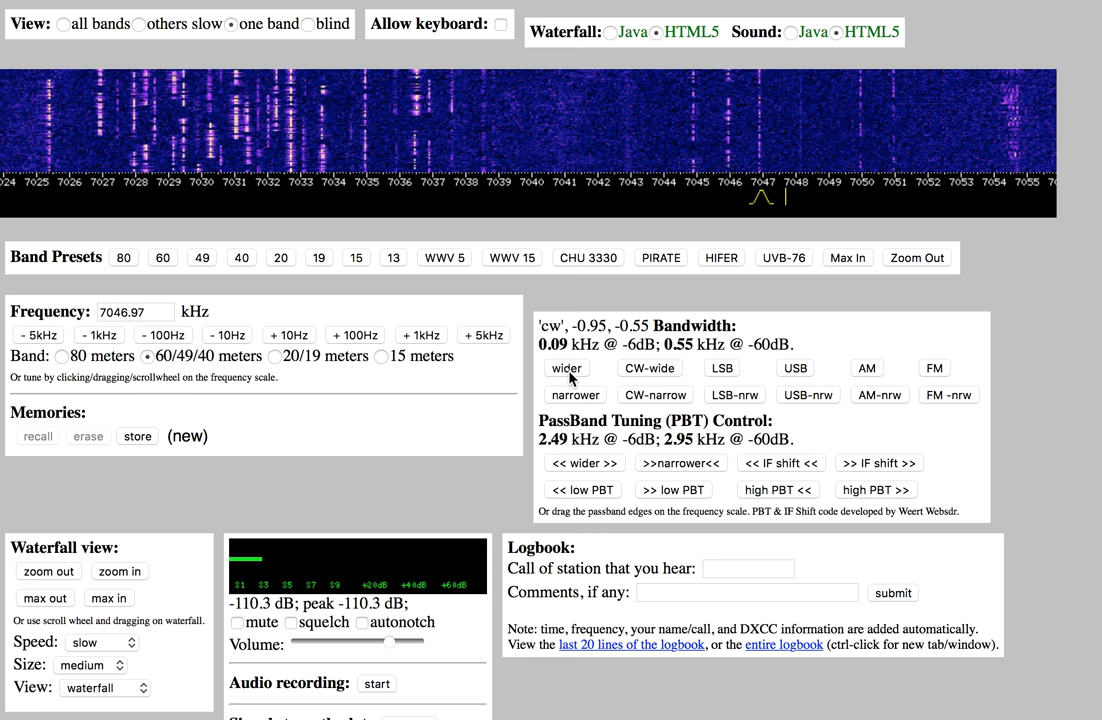 View: all bands others slow one band blind Allow keyboard: Waterfall: Java HTML5 Sound: Java HTML5
024 7025 7026 7027 7028 7029 7030 7031 7032 7033 7034 7035 7036 7037 7038 7039 7040 7041 7042 7043 7044 7045 7046 7047 7048 7049 7050 7051 7052 7053 7054 7055 70
Band Presets 80 60 49 40 20 19 15 13 WWV 5 WWV 15 CHU 3330 PIRATE HIFER UVB-76 Max In Zoom Out
Frequency: 7046.97 kHz
- 5kHz - 1kHz - 100Hz - 10Hz + 10Hz + 100Hz + 1kHz + 5kHz
Band: 80 meters 60/49/40 meters 20/19 meters 15 meters
Or tune by clicking/dragging/scrollwheel on the frequency scale.
Memories:
recall erase store (new)
'cw', -0.95, -0.55 Bandwidth:
0.09 kHz @ -6dB; 0.55 kHz @ -60dB.
wider CW-wide LSB USB AM FM
narrower CW-narrow LSB-nrw USB-nrw AM-nrw FM -nrw
PassBand Tuning (PBT) Control:
2.49 kHz @ -6dB; 2.95 kHz @ -60dB.
<< wider >> >>narrower<< << IF shift << >> IF shift >>
<< low PBT >> low PBT high PBT << high PBT >>
Or drag the passband edges on the frequency scale. PBT & IF Shift code developed by Weert Websdr.
Waterfall view:
zoom out zoom in
max out max in
Or use scroll wheel and dragging on waterfall.
Speed: slow
Size: medium
View: waterfall
S1 S3 S5 S7 S9 +20dB +40dB +60dB
-110.3 dB; peak -110.3 dB;
mute squelch autonotch
Volume:
Audio recording: start
Logbook:
Call of station that you hear:
Comments, if any: submit
Note: time, frequency, your name/call, and DXCC information are added automatically.
View the last 20 lines of the logbook, or the entire logbook (ctrl-click for new tab/window).